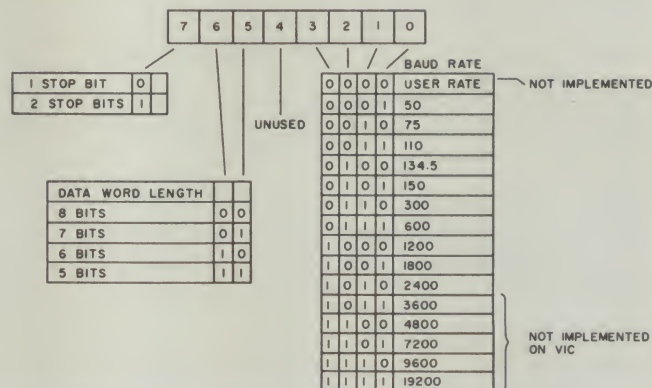 7 6 5 4 3 2 1 0
BAUD RATE
1 STOP BIT 0
2 STOP BITS 1
UNUSED
DATA WORD LENGTH
8 BITS 0 0
7 BITS 0 1
6 BITS 1 0
5 BITS 1 1
0 0 0 0 USER RATE NOT IMPLEMENTED
0 0 0 1 50
0 0 1 0 75
0 0 1 1 110
0 1 0 0 134.5
0 1 0 1 150
0 1 1 0 300
0 1 1 1 600
1 0 0 0 1200
1 0 0 1 1800
1 0 1 0 2400
1 0 1 1 3600
1 1 0 0 4800
1 1 0 1 7200
1 1 1 0 9600
1 1 1 1 19200
NOT IMPLEMENTED
ON VIC